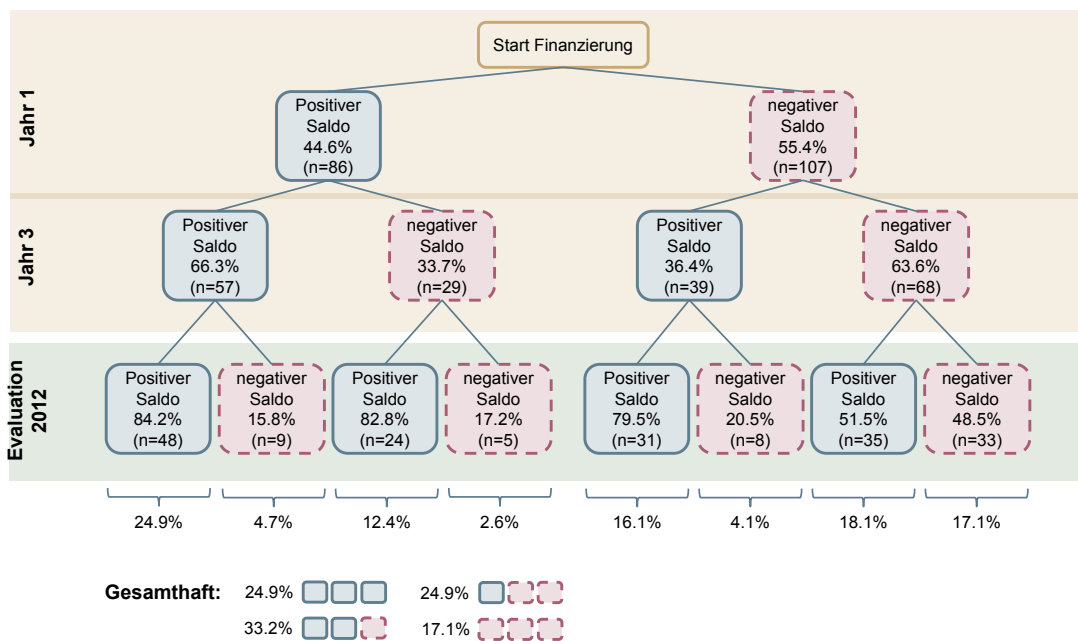 Start Finanzierung
Jahr 1
Positiver
Saldo
44.6%
(n=86)
negativer
Saldo
55.4%
(n=107)
Jahr 3
Positiver
Saldo
66.3%
(n=57)
negativer
Saldo
33.7%
(n=29)
Positiver
Saldo
36.4%
(n=39)
negativer
Saldo
63.6%
(n=68)
Evaluation
2012
Positiver
Saldo
84.2%
(n=48)
negativer
Saldo
15.8%
(n=9)
Positiver
Saldo
82.8%
(n=24)
negativer
Saldo
17.2%
(n=5)
Positiver
Saldo
79.5%
(n=31)
negativer
Saldo
20.5%
(n=8)
Positiver
Saldo
51.5%
(n=35)
negativer
Saldo
48.5%
(n=33)
24.9%
4.7%
12.4%
2.6%
16.1%
4.1%
18.1%
17.1%
Gesamthaft:
24.9%
24.9%
33.2%
17.1%